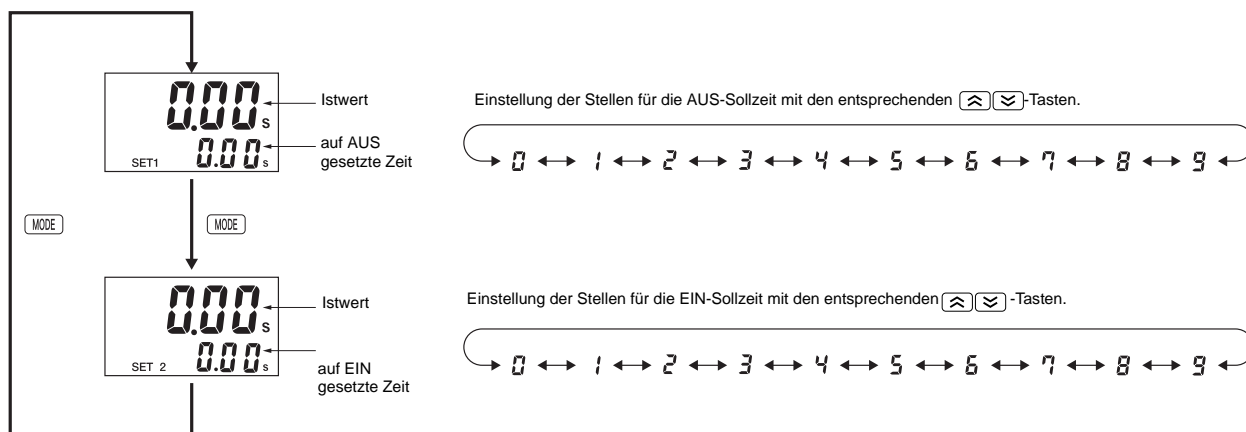 0.00 s
Istwert
0.00 s
SET1
auf AUS
gesetzte Zeit
Einstellung der Stellen für die AUS-Sollzeit mit den entsprechenden -Tasten.
0 1 2 3 4 5 6 7 8 9
MODE
MODE
0.00 s
Istwert
0.00 s
SET 2
auf EIN
gesetzte Zeit
Einstellung der Stellen für die EIN-Sollzeit mit den entsprechenden -Tasten.
0 1 2 3 4 5 6 7 8 9